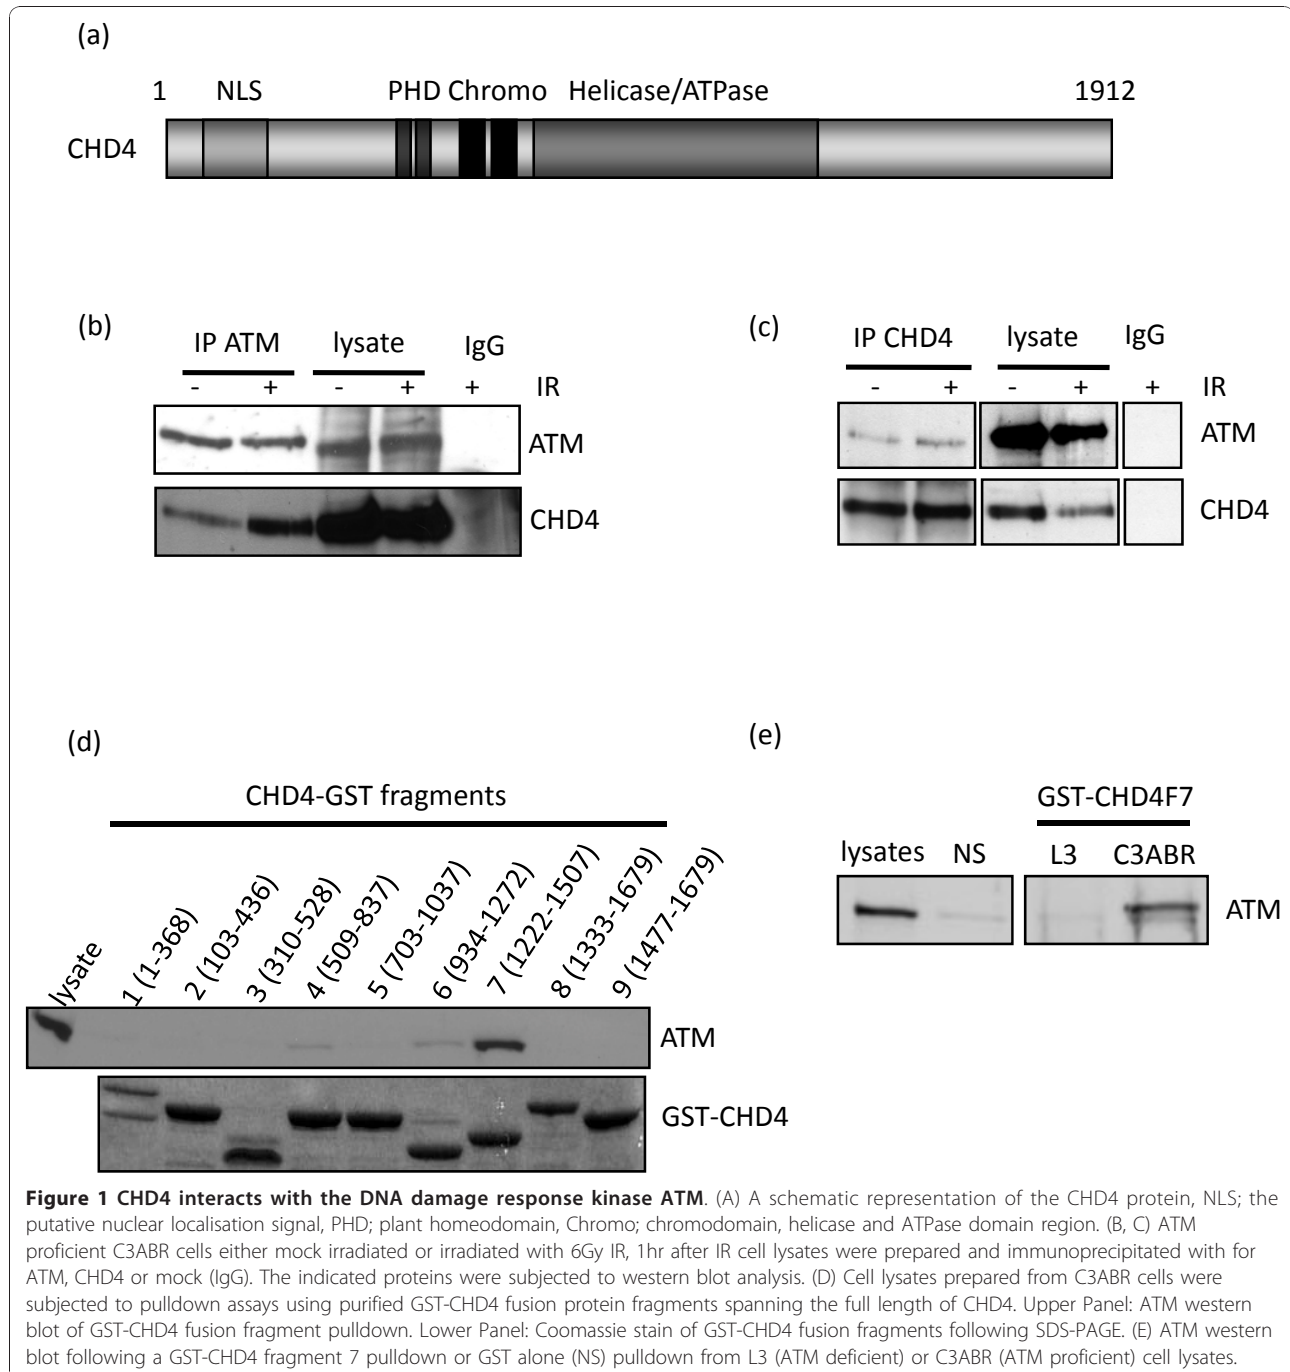 (a)
1 NLS PHD Chromo Helicase/ATPase 1912
CHD4
(b)
IP ATM lysate IgG
- + - + + IR
ATM
CHD4
(c)
IP CHD4 lysate IgG
IR - + - + +
ATM
CHD4
(d)
CHD4-GST fragments
lysate
1 (1-368)
2 (103-436)
3 (310-528)
4 (509-837)
5 (703-1037)
6 (934-1272)
7 (1222-1507)
8 (1333-1679)
9 (1477-1679)
ATM
GST-CHD4
(e)
GST-CHD4F7
lysates NS L3 C3ABR
ATM
Figure 1 CHD4 interacts with the DNA damage response kinase ATM. (A) A schematic representation of the CHD4 protein, NLS; the
putative nuclear localisation signal, PHD; plant homeodomain, Chromo; chromodomain, helicase and ATPase domain region. (B, C) ATM
proficient C3ABR cells either mock irradiated or irradiated with 6Gy IR, 1hr after IR cell lysates were prepared and immunoprecipitated with for
ATM, CHD4 or mock (IgG). The indicated proteins were subjected to western blot analysis. (D) Cell lysates prepared from C3ABR cells were
subjected to pulldown assays using purified GST-CHD4 fusion protein fragments spanning the full length of CHD4. Upper Panel: ATM western
blot of GST-CHD4 fusion fragment pulldown. Lower Panel: Coomassie stain of GST-CHD4 fusion fragments following SDS-PAGE. (E) ATM western
blot following a GST-CHD4 fragment 7 pulldown or GST alone (NS) pulldown from L3 (ATM deficient) or C3ABR (ATM proficient) cell lysates.